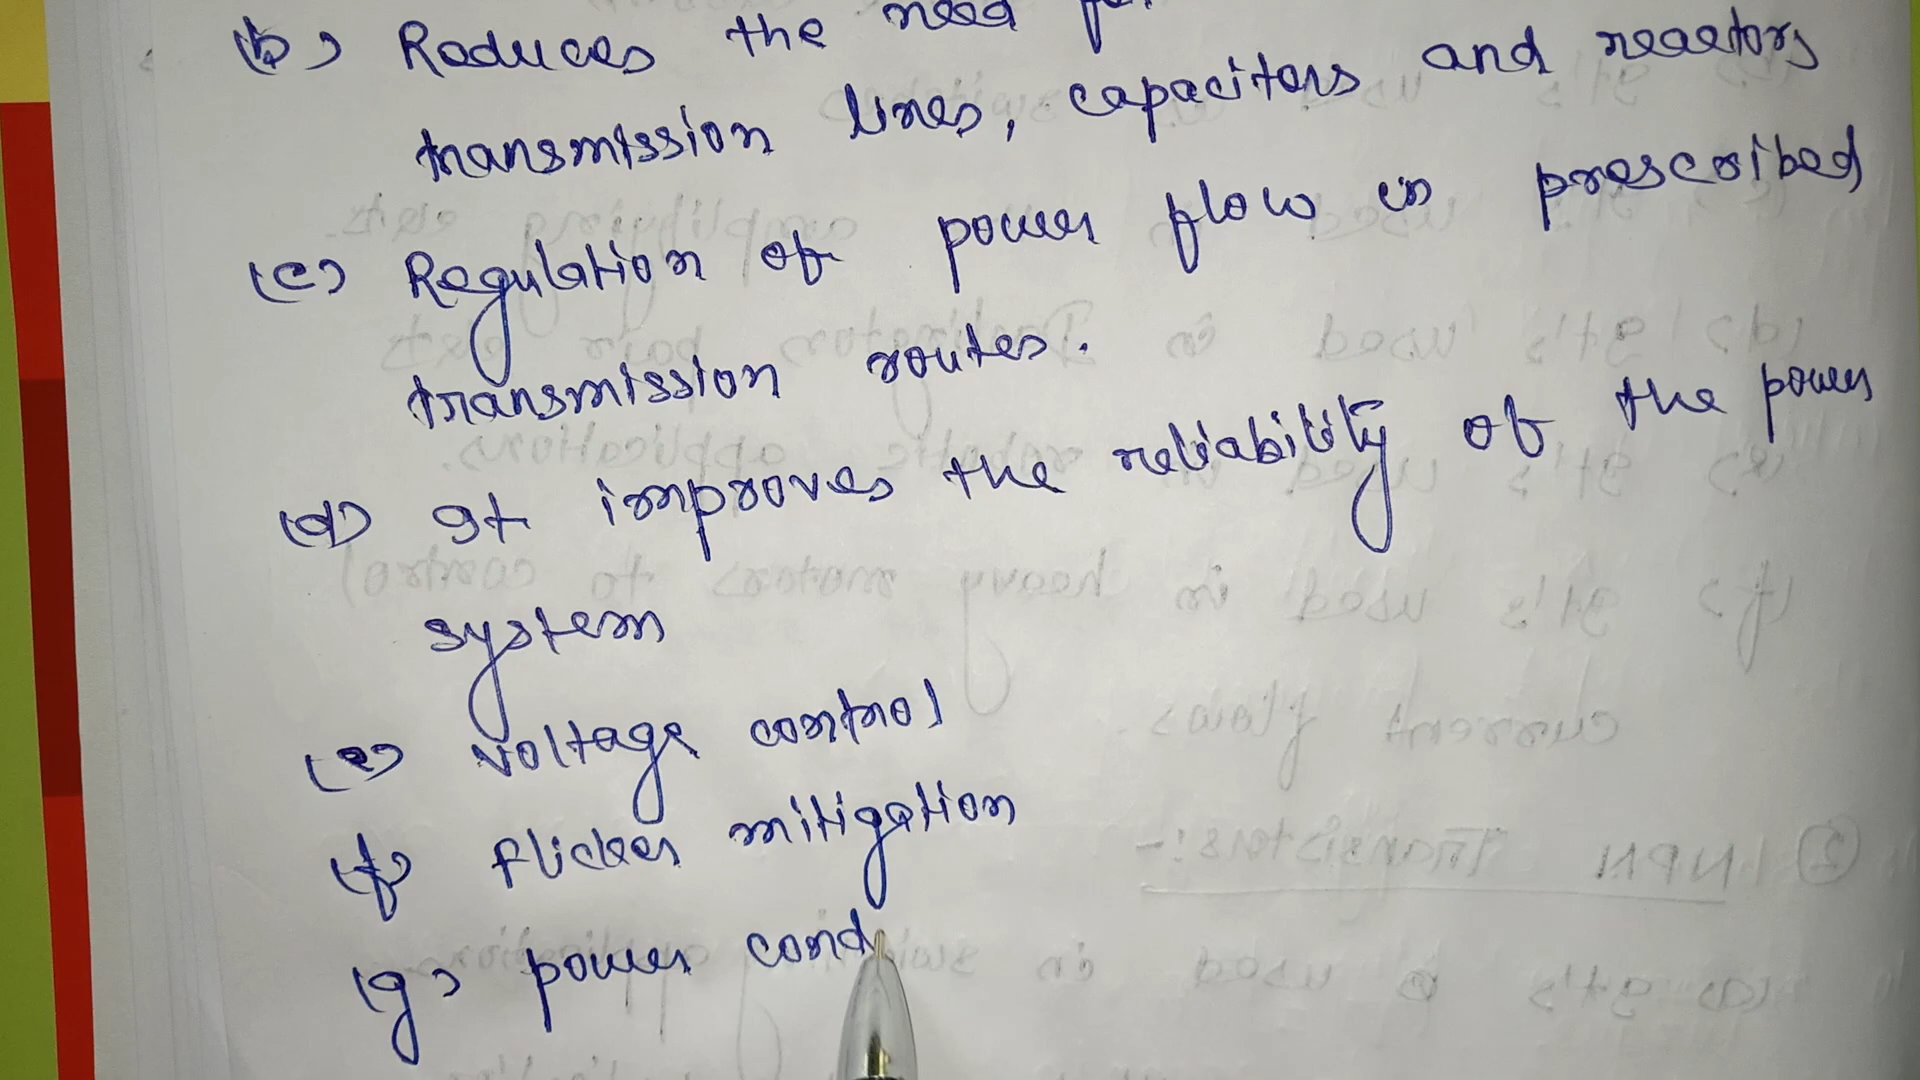 (b) Reduces the need for
transmission lines, capacitors and reactors
(c) Regulation of power flow in prescribed
transmission routes.
(d) It improves the reliability of the power
system
(e) voltage control
(f) flicker mitigation
(g) power cond